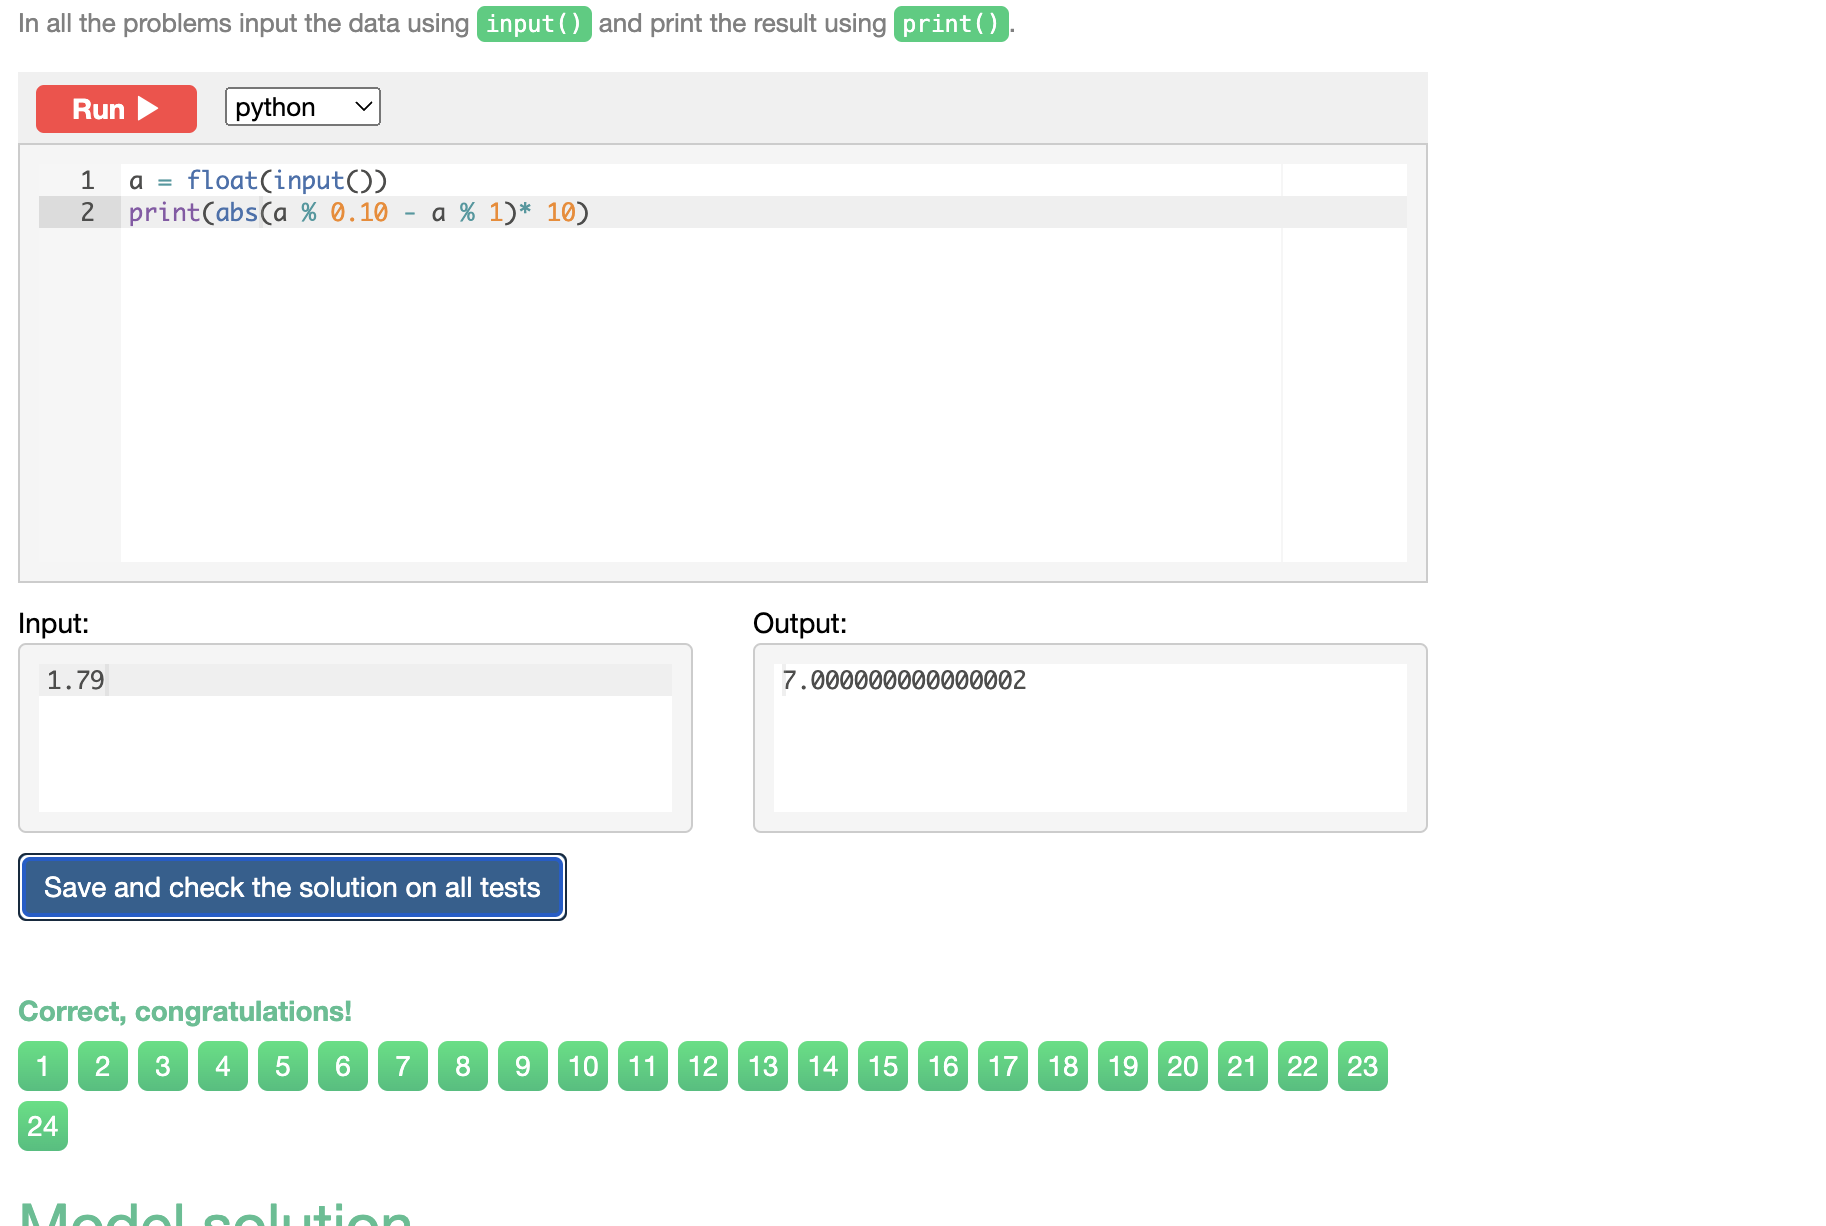 In all the problems input the data using input() and print the result using print().
Run
python
1 a = float(input())
2 print(abs(a % 0.10 - a % 1)* 10)
Input:
Output:
1.79
7.000000000000002
Save and check the solution on all tests
Correct, congratulations!
1 2 3 4 5 6 7 8 9 10 11 12 13 14 15 16 17 18 19 20 21 22 23
24
Model solution